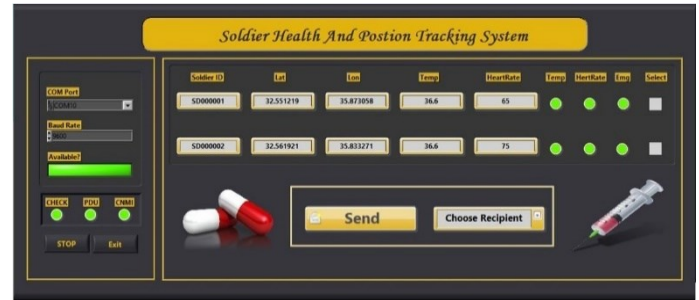 Soldier Health And Postion Tracking System
COM Port
COM10
Baud Rate
9600
Available?
CHECK PDU CNMI
STOP Exit
Soldier ID Lat Lon Temp HeartRate Temp HertRate Emg Select
SD000001 32.551219 35.873058 36.6 65
SD000002 32.561921 35.833271 36.6 75
Send Choose Recipient